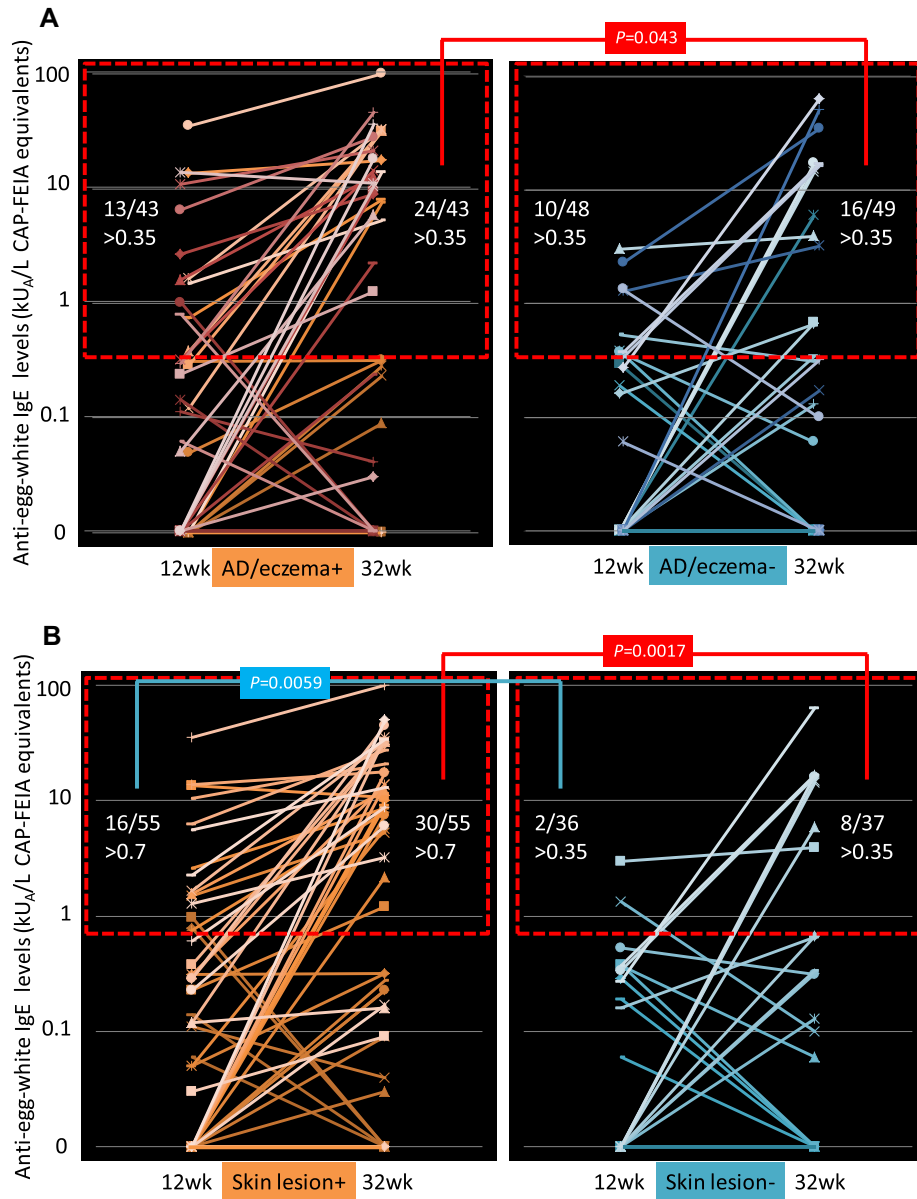 A
P=0.043
Anti-egg-white IgE levels (kUA/L CAP-FEIA equivalents)
100
10
1
0.1
0
13/43
>0.35
24/43
>0.35
10/48
>0.35
16/49
>0.35
12wk AD/eczema+ 32wk
12wk AD/eczema- 32wk
B
P=0.0017
P=0.0059
Anti-egg-white IgE levels (kUA/L CAP-FEIA equivalents)
100
10
1
0.1
0
16/55
>0.7
30/55
>0.7
2/36
>0.35
8/37
>0.35
12wk Skin lesion+ 32wk
12wk Skin lesion- 32wk